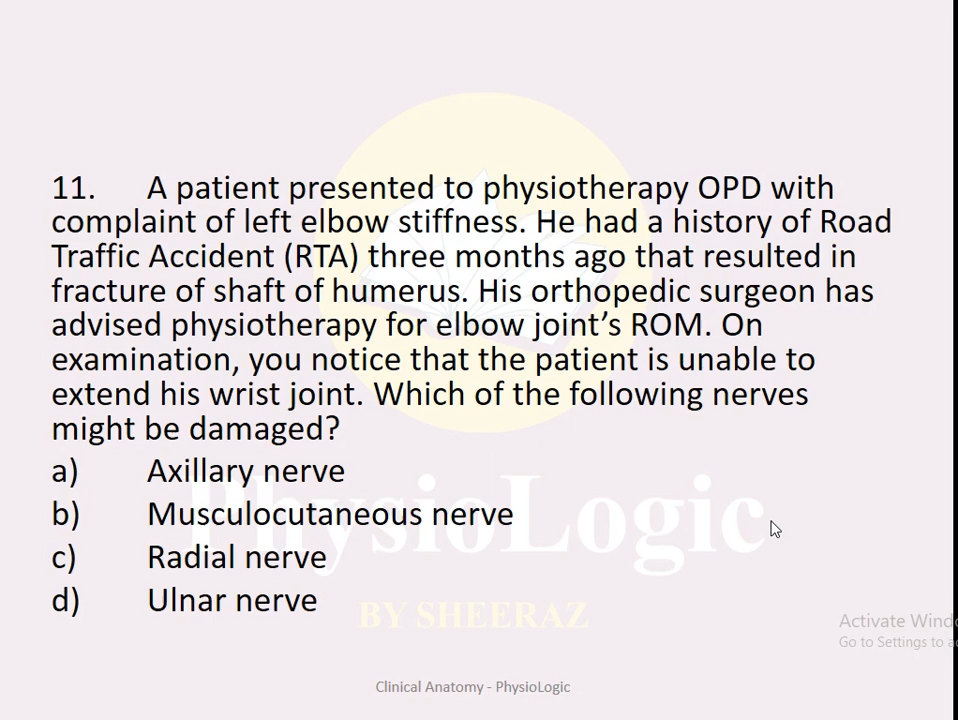 11. A patient presented to physiotherapy OPD with
complaint of left elbow stiffness. He had a history of Road
Traffic Accident (RTA) three months ago that resulted in
fracture of shaft of humerus. His orthopedic surgeon has
advised physiotherapy for elbow joint’s ROM. On
examination, you notice that the patient is unable to
extend his wrist joint. Which of the following nerves
might be damaged?
a) Axillary nerve
b) Musculocutaneous nerve
c) Radial nerve
d) Ulnar nerve
PhysioLogic
BY SHEERAZ
Activate Windo
Go to Settings to a
Clinical Anatomy - PhysioLogic